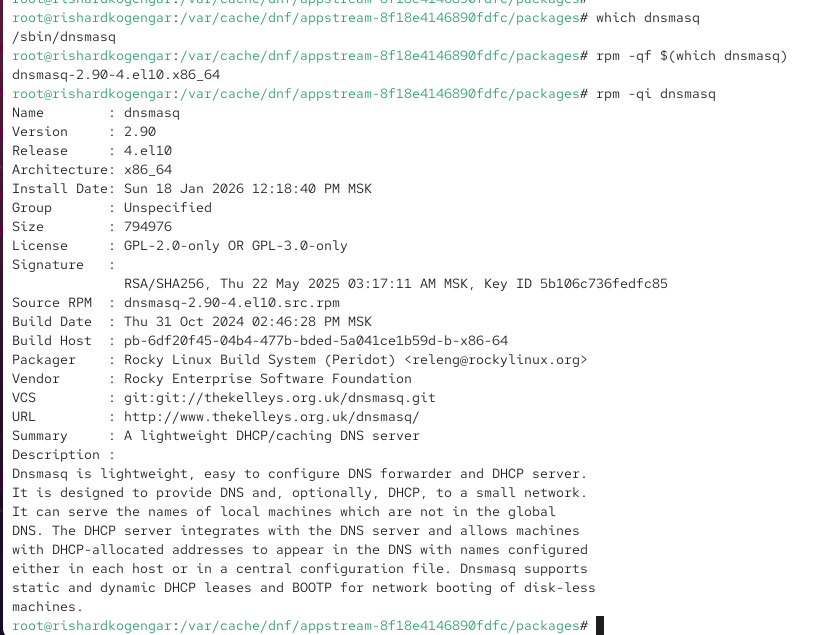 root@rishardkogengar:/var/cache/dnf/appstream-8f18e4146890fdfc/packages#
root@rishardkogengar:/var/cache/dnf/appstream-8f18e4146890fdfc/packages# which dnsmasq
/sbin/dnsmasq
root@rishardkogengar:/var/cache/dnf/appstream-8f18e4146890fdfc/packages# rpm -qf $(which dnsmasq)
dnsmasq-2.90-4.el10.x86_64
root@rishardkogengar:/var/cache/dnf/appstream-8f18e4146890fdfc/packages# rpm -qi dnsmasq
Name        : dnsmasq
Version     : 2.90
Release     : 4.el10
Architecture: x86_64
Install Date: Sun 18 Jan 2026 12:18:40 PM MSK
Group       : Unspecified
Size        : 794976
License     : GPL-2.0-only OR GPL-3.0-only
Signature   :
              RSA/SHA256, Thu 22 May 2025 03:17:11 AM MSK, Key ID 5b106c736fedfc85
Source RPM  : dnsmasq-2.90-4.el10.src.rpm
Build Date  : Thu 31 Oct 2024 02:46:28 PM MSK
Build Host  : pb-6df20f45-04b4-477b-bded-5a041ce1b59d-b-x86-64
Packager    : Rocky Linux Build System (Peridot) <releng@rockylinux.org>
Vendor      : Rocky Enterprise Software Foundation
VCS         : git:git://thekelleys.org.uk/dnsmasq.git
URL         : http://www.thekelleys.org.uk/dnsmasq/
Summary     : A lightweight DHCP/caching DNS server
Description :
Dnsmasq is lightweight, easy to configure DNS forwarder and DHCP server.
It is designed to provide DNS and, optionally, DHCP, to a small network.
It can serve the names of local machines which are not in the global
DNS. The DHCP server integrates with the DNS server and allows machines
with DHCP-allocated addresses to appear in the DNS with names configured
either in each host or in a central configuration file. Dnsmasq supports
static and dynamic DHCP leases and BOOTP for network booting of disk-less
machines.
root@rishardkogengar:/var/cache/dnf/appstream-8f18e4146890fdfc/packages#